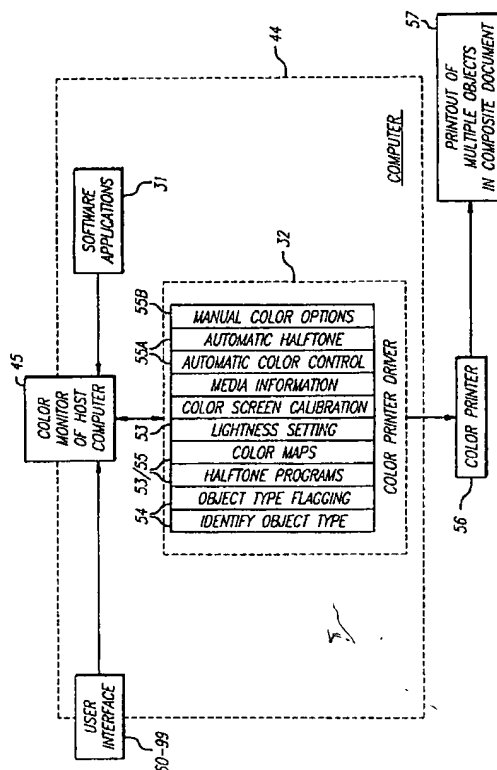 45
COLOR
MONITOR
OF HOST
COMPUTER
SOFTWARE
APPLICATIONS
31
44
USER
INTERFACE
60-99
32
55B
MANUAL COLOR OPTIONS
55A
AUTOMATIC HALFTONE
AUTOMATIC COLOR CONTROL
MEDIA INFORMATION
COLOR SCREEN CALIBRATION
53
LIGHTNESS SETTING
53/55
COLOR MAPS
HALFTONE PROGRAMS
54
OBJECT TYPE FLAGGING
IDENTIFY OBJECT TYPE
COLOR PRINTER DRIVER
COMPUTER
COLOR PRINTER
56
57
PRINTOUT OF
MULTIPLE OBJECTS
IN COMPOSITE DOCUMENT